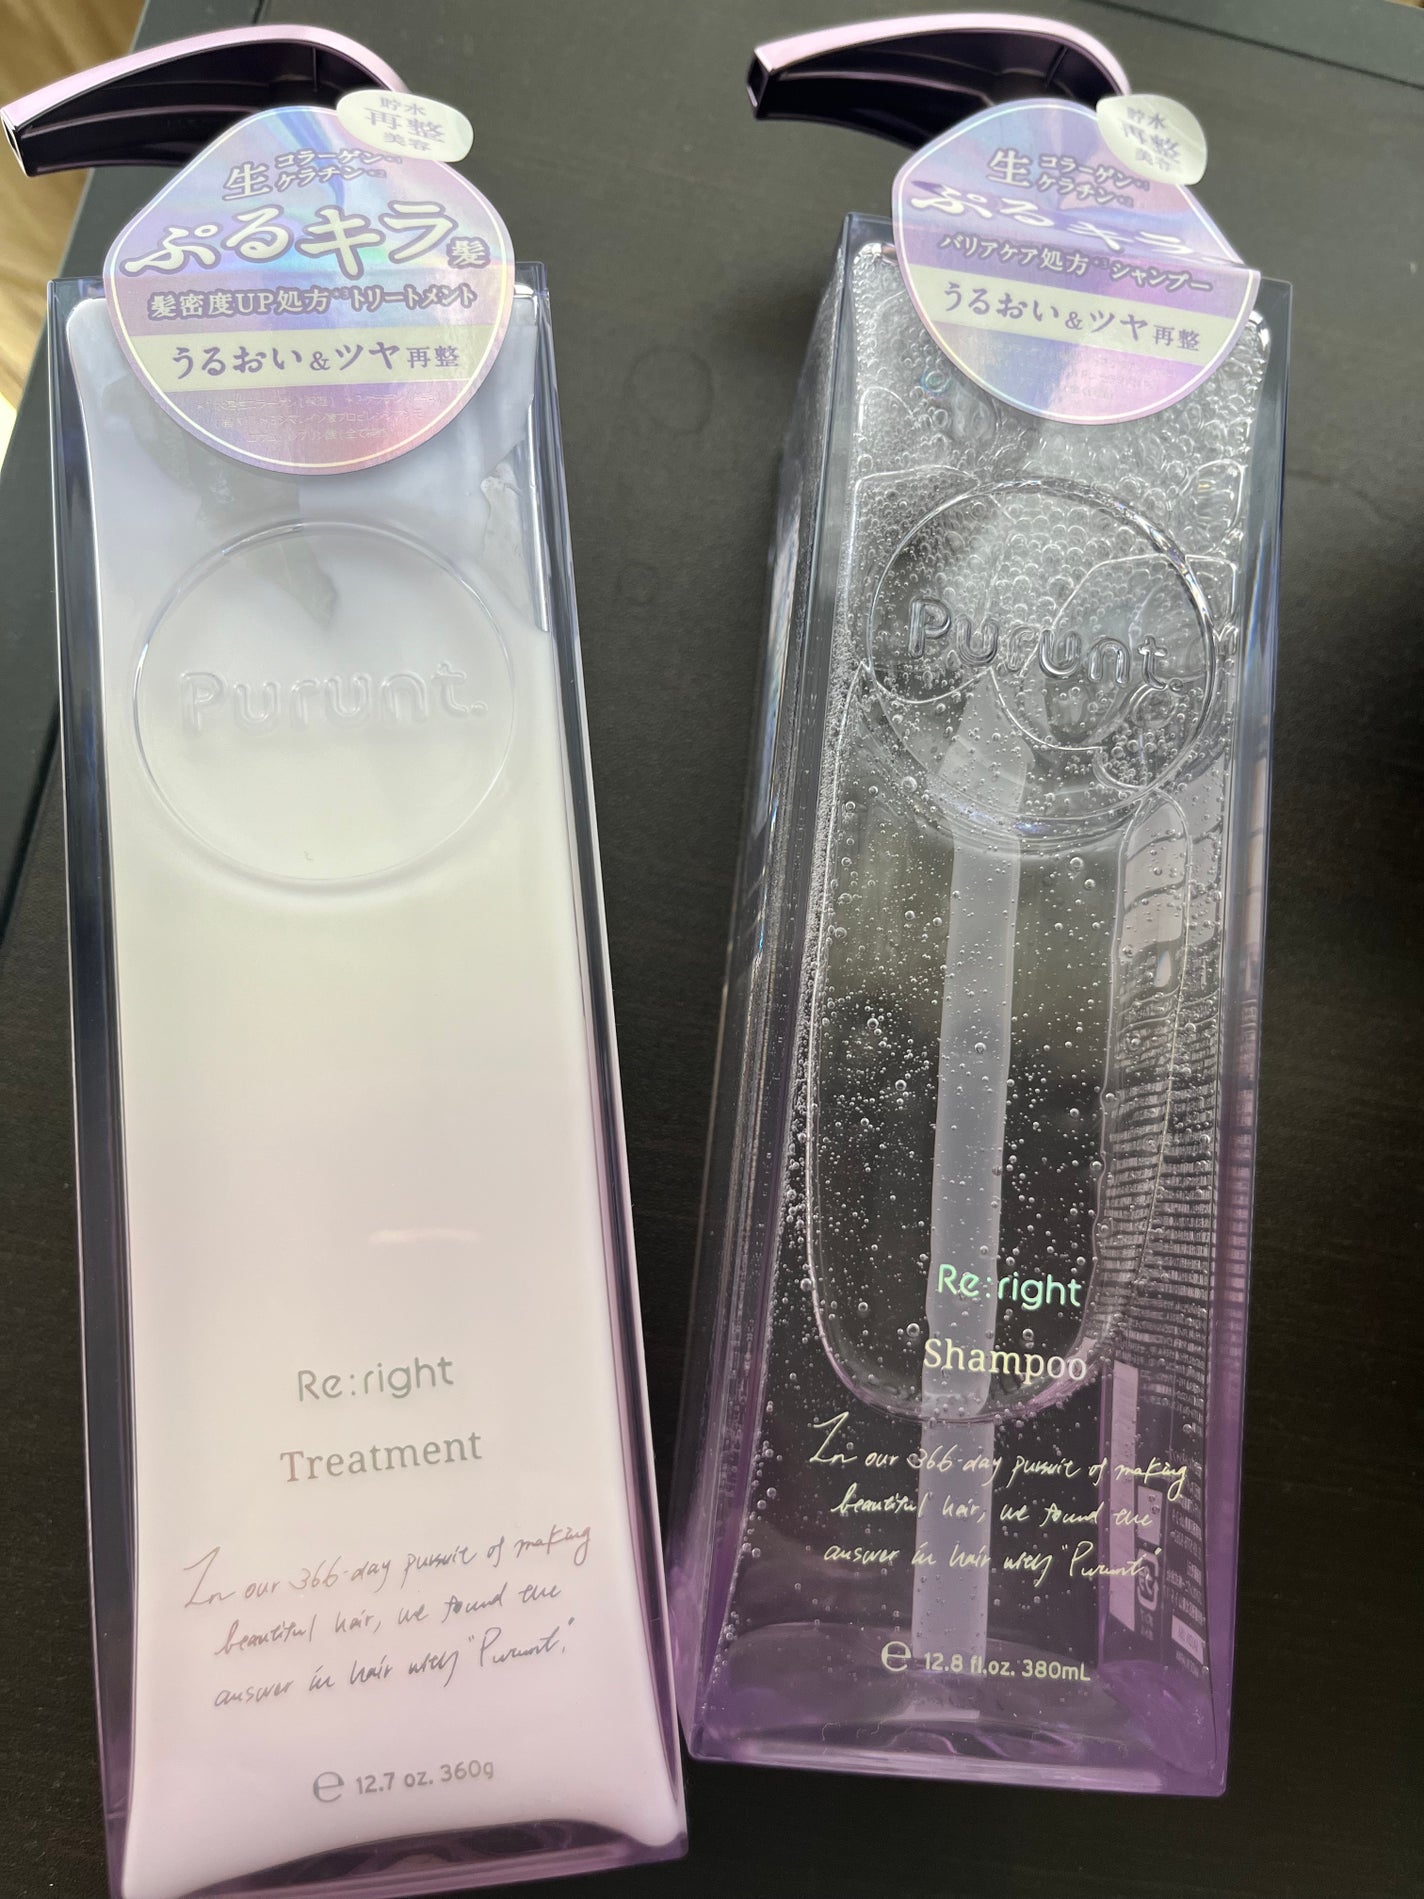 貯水
再整
美容
生 コラーゲン
ケラチン
ぷるキラ髪
髪密度UP処方 トリートメント
うるおい&ツヤ再整
Purunt.
Re:right
Treatment
In our 366-day pursuit of making
beautiful hair, we found the
answer in hair with "Purunt."
℮ 12.7 oz. 360g
貯水
再整
美容
生 コラーゲン
ケラチン
ぷるキラ
バリアケア処方 シャンプー
うるおい&ツヤ再整
Purunt.
Re:right
Shampoo
In our 366-day pursuit of making
beautiful hair, we found the
answer in hair with "Purunt."
℮ 12.8 fl.oz. 380mL